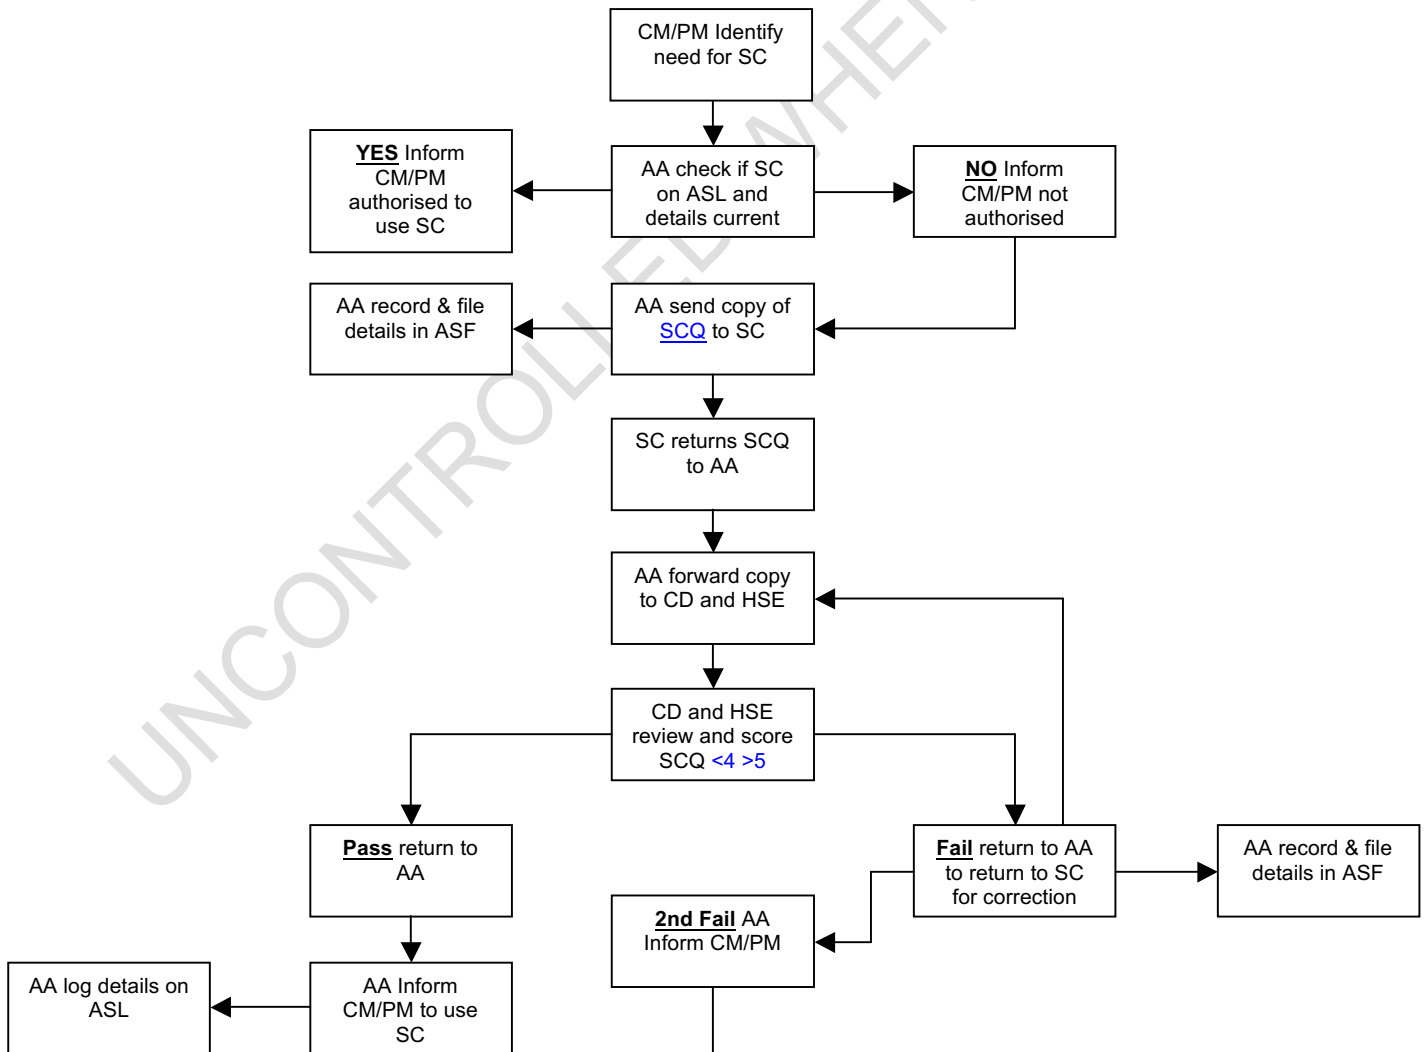 CM/PM Identify
need for SC
YES Inform
CM/PM
authorised to
use SC
AA check if SC
on ASL and
details current
NO Inform
CM/PM not
authorised
AA record & file
details in ASF
AA send copy of
SCQ to SC
SC returns SCQ
to AA
AA forward copy
to CD and HSE
CD and HSE
review and score
SCQ <4 >5
Pass return to
AA
Fail return to AA
to return to SC
for correction
AA record & file
details in ASF
2nd Fail AA
Inform CM/PM
AA log details on
ASL
AA Inform
CM/PM to use
SC
UNCONTROLLED WHEN